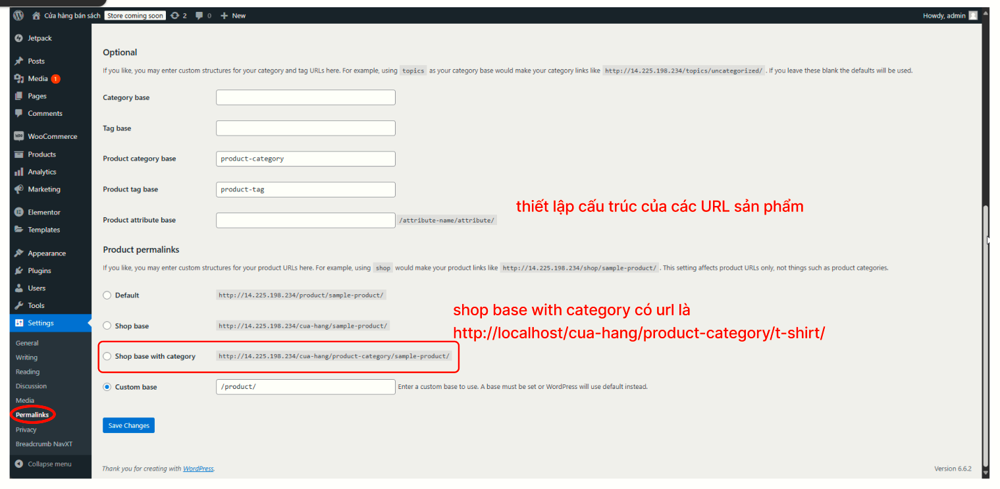 Cửa hàng bán sách Store coming soon 2 0 New Howdy, admin
Jetpack
Posts
Media 1
Pages
Comments
WooCommerce
Products
Analytics
Marketing
Elementor
Templates
Appearance
Plugins
Users
Tools
Settings
General
Writing
Reading
Discussion
Media
Permalinks
Privacy
Breadcrumb NavXT
Collapse menu
Optional
If you like, you may enter custom structures for your category and tag URLs here. For example, using topics as your category base would make your category links like http://14.225.198.234/topics/uncategorized/ . If you leave these blank the defaults will be used.
Category base
Tag base
Product category base product-category
Product tag base product-tag
thiết lập cấu trúc của các URL sản phẩm
Product attribute base /attribute-name/attribute/
Product permalinks
If you like, you may enter custom structures for your product URLs here. For example, using shop would make your product links like http://14.225.198.234/shop/sample-product/ . This setting affects product URLs only, not things such as product categories.
Default http://14.225.198.234/product/sample-product/
shop base with category có url là
http://localhost/cua-hang/product-category/t-shirt/
Shop base http://14.225.198.234/cua-hang/sample-product/
Shop base with category http://14.225.198.234/cua-hang/product-category/sample-product/
Custom base /product/ Enter a custom base to use. A base must be set or WordPress will use default instead.
Save Changes
Thank you for creating with WordPress. Version 6.6.2